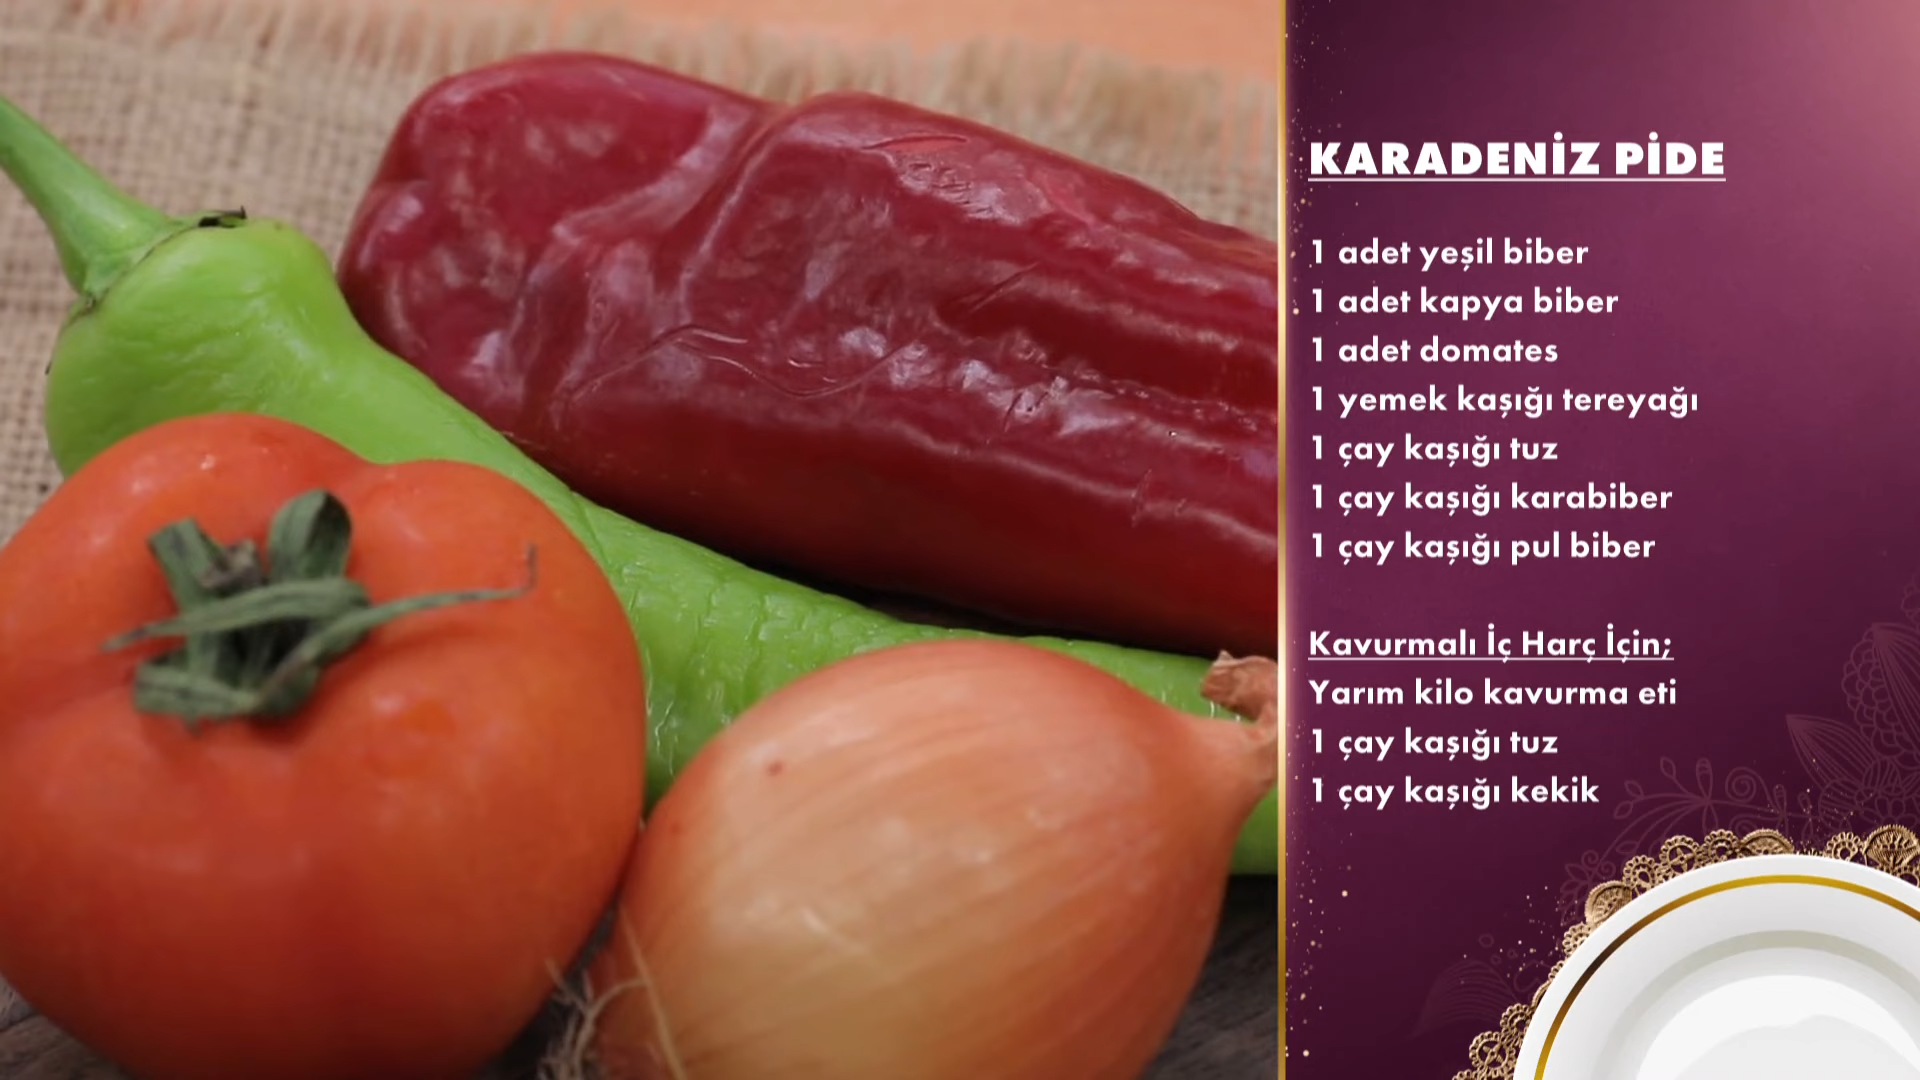 KARADENİZ PİDE
1 adet yeşil biber
1 adet kapya biber
1 adet domates
1 yemek kaşığı tereyağı
1 çay kaşığı tuz
1 çay kaşığı karabiber
1 çay kaşığı pul biber
Kavurmalı İç Harç İçin;
Yarım kilo kavurma eti
1 çay kaşığı tuz
1 çay kaşığı kekik